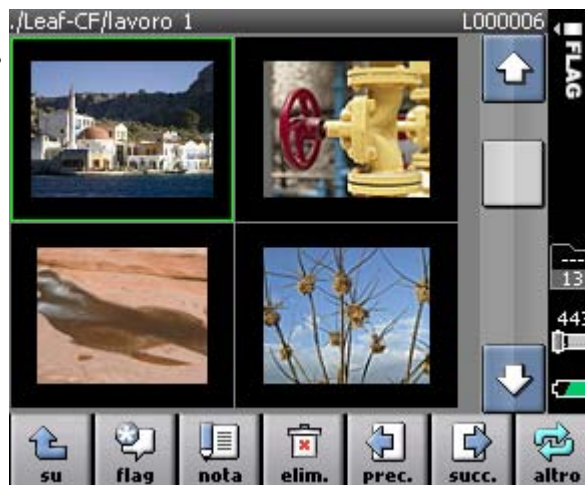 ./Leaf-CF/lavoro 1 L000006
FLAG
---
13
443
su flag nota elim. prec. succ. altro